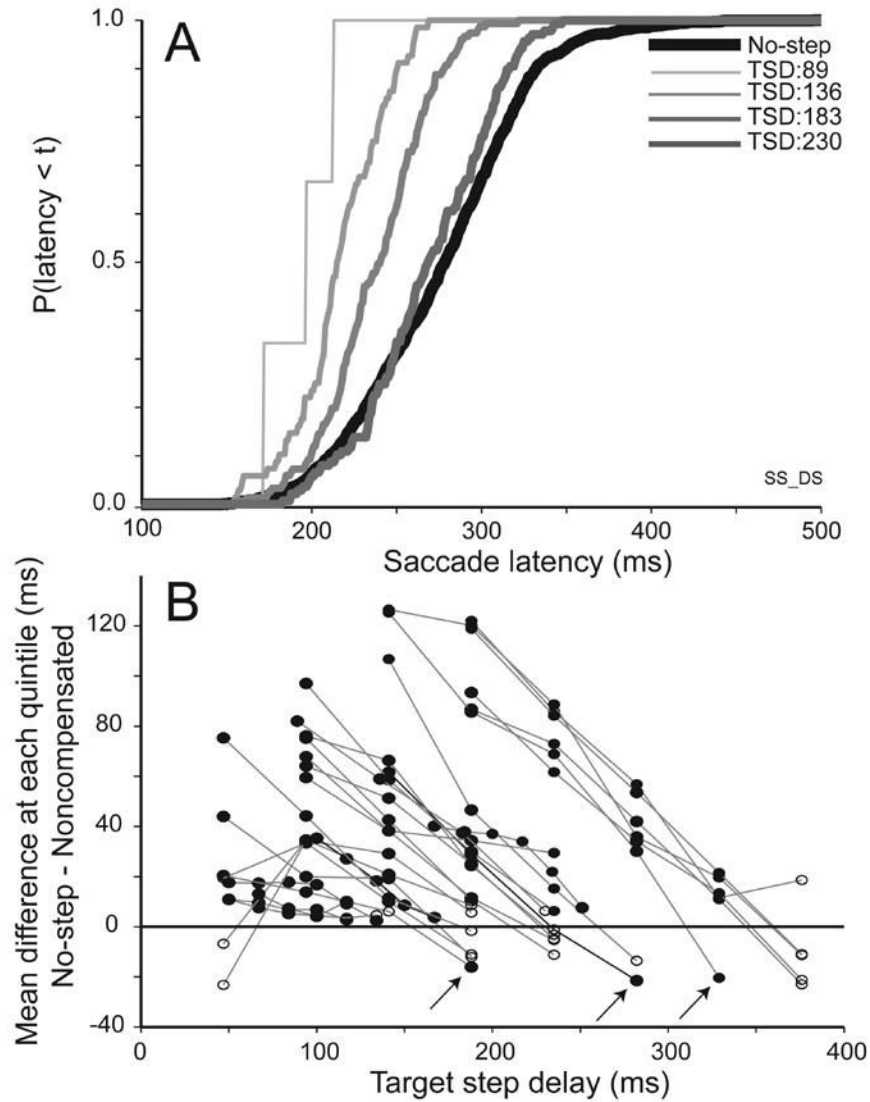 A
1.0
No-step
TSD:89
TSD:136
TSD:183
TSD:230
P(latency < t)
0.5
SS_DS
0.0
100
200
300
400
500
Saccade latency (ms)
B
Mean difference at each quintile (ms)
No-step - Noncompensated
120
80
40
0
-40
0
100
200
300
400
Target step delay (ms)